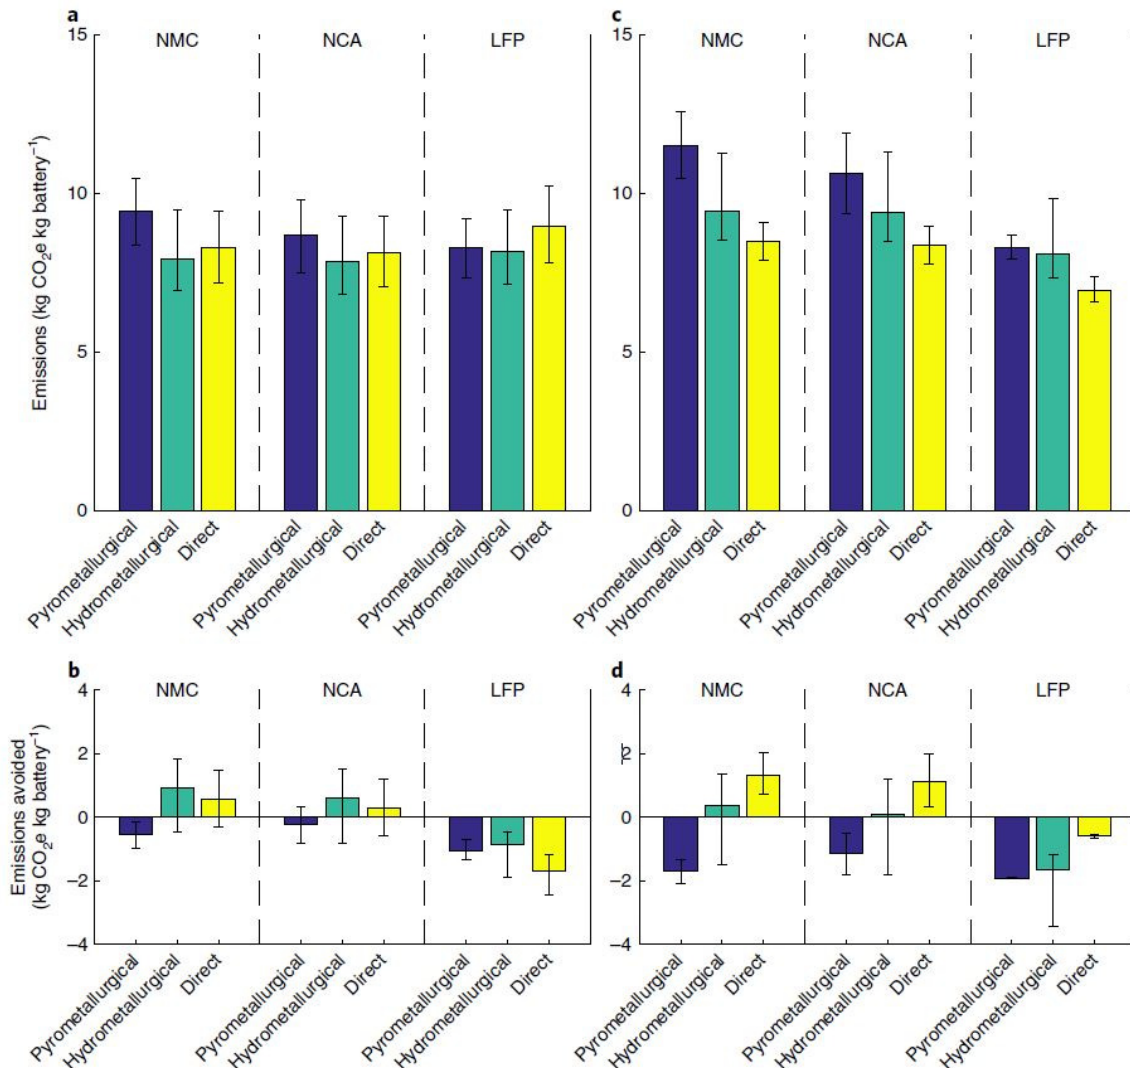 a
NMC NCA LFP
15
10
5
0
Emissions (kg CO₂e kg battery⁻¹)
Pyrometallurgical
Hydrometallurgical
Direct
Pyrometallurgical
Hydrometallurgical
Direct
Pyrometallurgical
Hydrometallurgical
Direct
b
NMC NCA LFP
4
2
0
–2
–4
Emissions avoided
(kg CO₂e kg battery⁻¹)
Pyrometallurgical
Hydrometallurgical
Direct
Pyrometallurgical
Hydrometallurgical
Direct
Pyrometallurgical
Hydrometallurgical
Direct
c
NMC NCA LFP
15
10
5
0
Pyrometallurgical
Hydrometallurgical
Direct
Pyrometallurgical
Hydrometallurgical
Direct
Pyrometallurgical
Hydrometallurgical
Direct
d
NMC NCA LFP
4
2
0
–2
–4
Pyrometallurgical
Hydrometallurgical
Direct
Pyrometallurgical
Hydrometallurgical
Direct
Pyrometallurgical
Hydrometallurgical
Direct